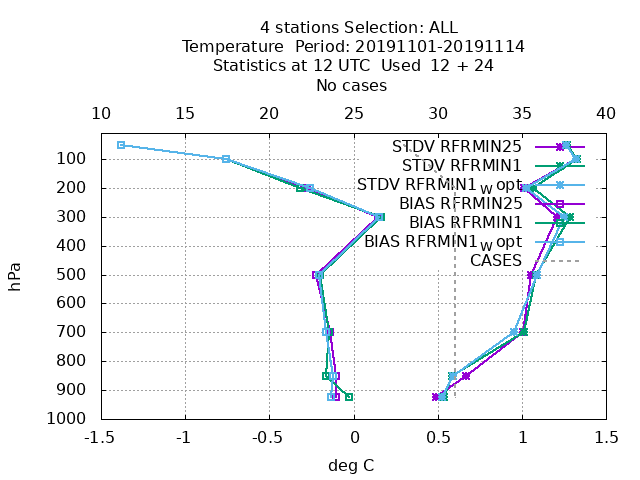 4 stations Selection: ALL
Temperature  Period: 20191101-20191114
Statistics at 12 UTC  Used  12 + 24
No cases
10 15 20 25 30 35 40
STDV RFRMIN25
STDV RFRMIN1
STDV RFRMIN1w opt
BIAS RFRMIN25
BIAS RFRMIN1
BIAS RFRMIN1w opt
CASES
100
200
300
400
500
600
700
800
900
1000
hPa
-1.5 -1 -0.5 0 0.5 1 1.5
deg C